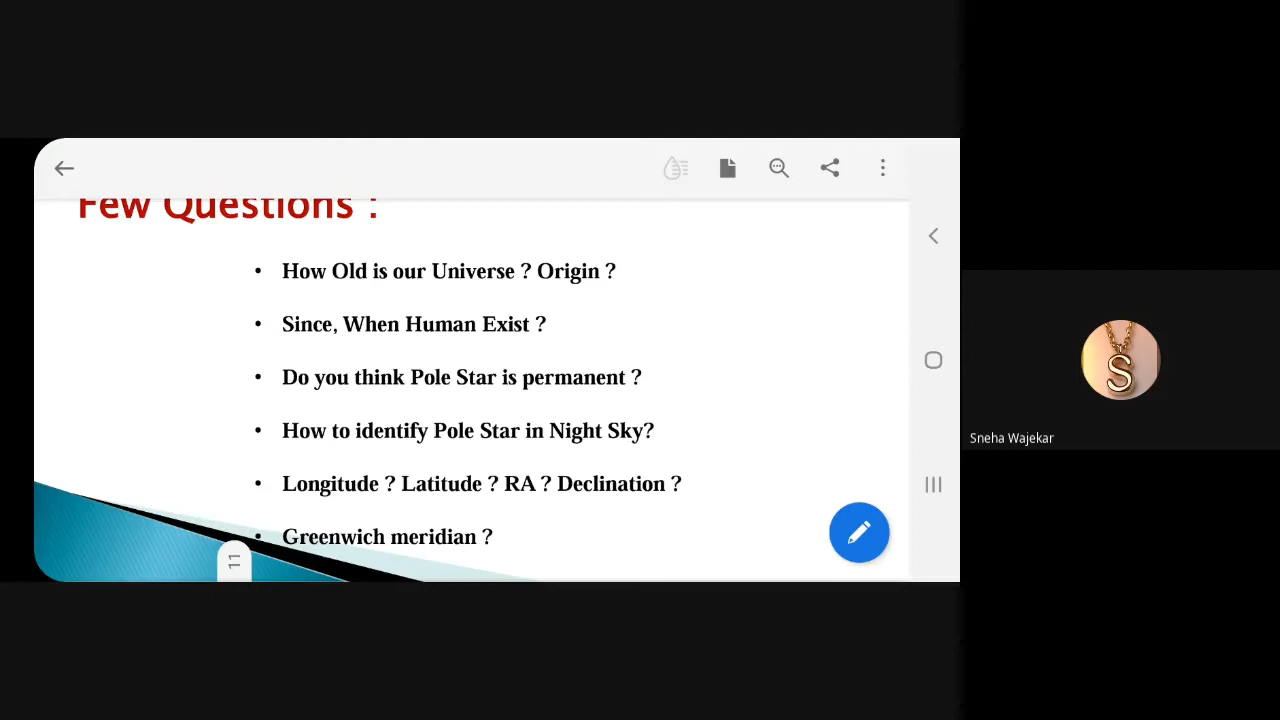 Few Questions :
• How Old is our Universe ? Origin ?
• Since, When Human Exist ?
• Do you think Pole Star is permanent ?
• How to identify Pole Star in Night Sky?
• Longitude ? Latitude ? RA ? Declination ?
• Greenwich meridian ?
11
S
Sneha Wajekar